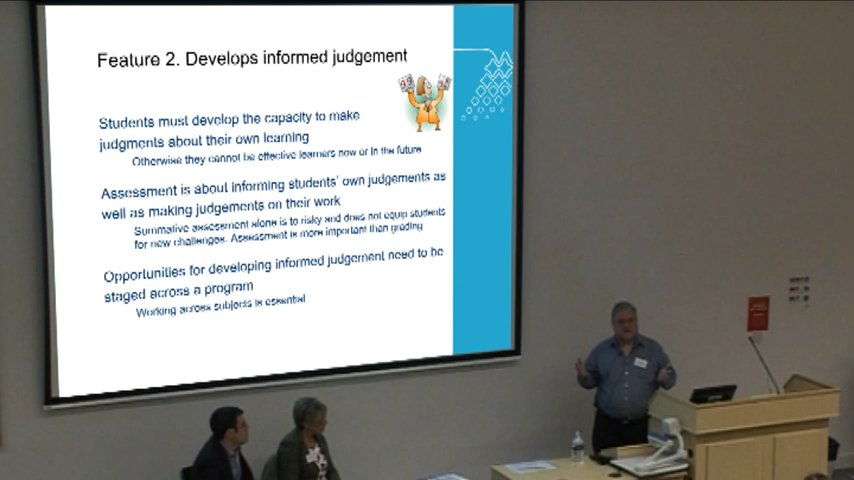 Feature 2. Develops informed judgement
Students must develop the capacity to make
judgments about their own learning
Otherwise they cannot be effective learners now or in the future
Assessment is about informing students' own judgements as
well as making judgements on their work
Summative assessment alone is to risky and does not equip students
for new challenges. Assessment is more important than grading
Opportunities for developing informed judgement need to be
staged across a program
Working across subjects is essential